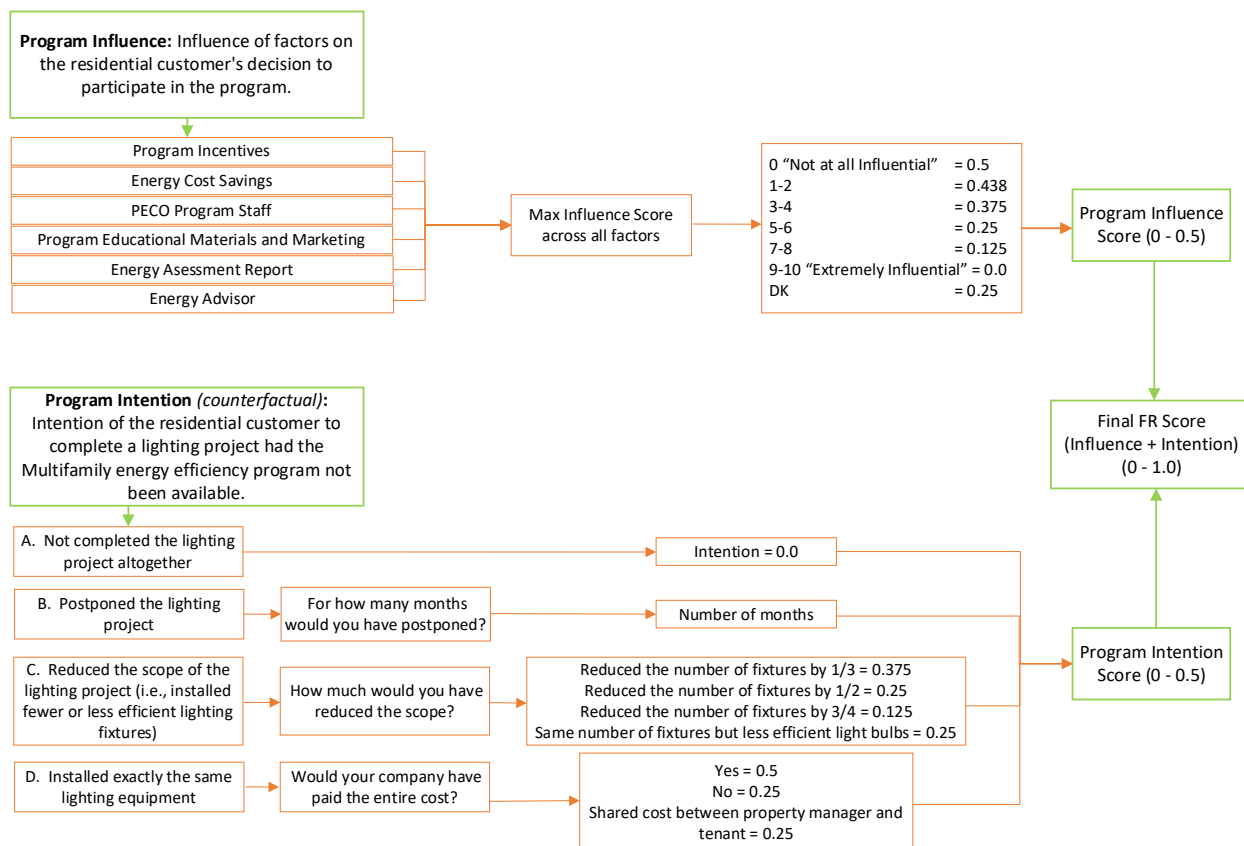 Program Influence: Influence of factors on
the residential customer's decision to
participate in the program.
Program Incentives
Energy Cost Savings
PECO Program Staff
Program Educational Materials and Marketing
Energy Asessment Report
Energy Advisor
Max Influence Score
across all factors
0 “Not at all Influential” = 0.5
1-2 = 0.438
3-4 = 0.375
5-6 = 0.25
7-8 = 0.125
9-10 “Extremely Influential” = 0.0
DK = 0.25
Program Influence
Score (0 - 0.5)
Program Intention (counterfactual):
Intention of the residential customer to
complete a lighting project had the
Multifamily energy efficiency program not
been available.
Final FR Score
(Influence + Intention)
(0 - 1.0)
A. Not completed the lighting
project altogether
Intention = 0.0
B. Postponed the lighting
project
For how many months
would you have postponed?
Number of months
C. Reduced the scope of the
lighting project (i.e., installed
fewer or less efficient lighting
fixtures)
How much would you have
reduced the scope?
Reduced the number of fixtures by 1/3 = 0.375
Reduced the number of fixtures by 1/2 = 0.25
Reduced the number of fixtures by 3/4 = 0.125
Same number of fixtures but less efficient light bulbs = 0.25
Program Intention
Score (0 - 0.5)
D. Installed exactly the same
lighting equipment
Would your company have
paid the entire cost?
Yes = 0.5
No = 0.25
Shared cost between property manager and
tenant = 0.25